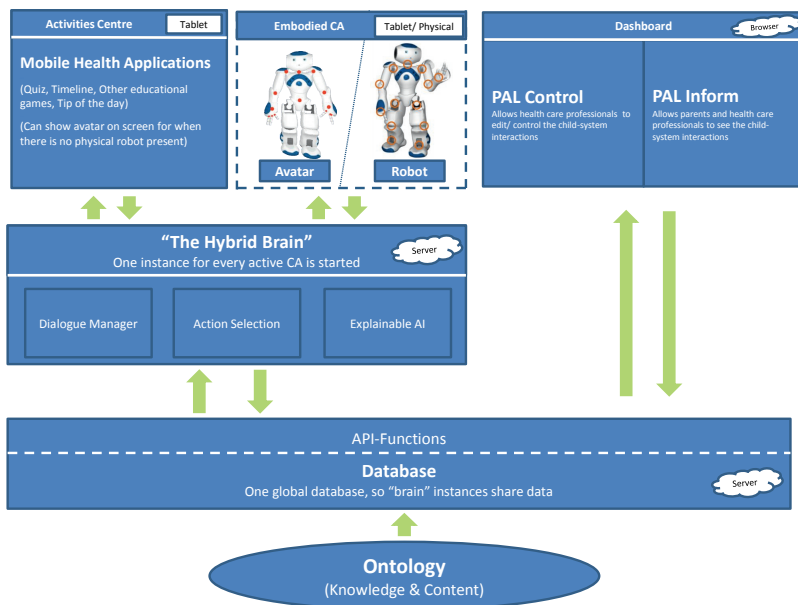 Activities Centre
Tablet
Mobile Health Applications
(Quiz, Timeline, Other educational
games, Tip of the day)
(Can show avatar on screen for when
there is no physical robot present)
Embodied CA
Tablet/ Physical
Avatar
Robot
Dashboard
Browser
PAL Control
Allows health care professionals to
edit/ control the child-system
interactions
PAL Inform
Allows parents and health care
professionals to see the child-
system interactions
“The Hybrid Brain”
One instance for every active CA is started
Server
Dialogue Manager
Action Selection
Explainable AI
API-Functions
Database
One global database, so “brain” instances share data
Server
Ontology
(Knowledge & Content)